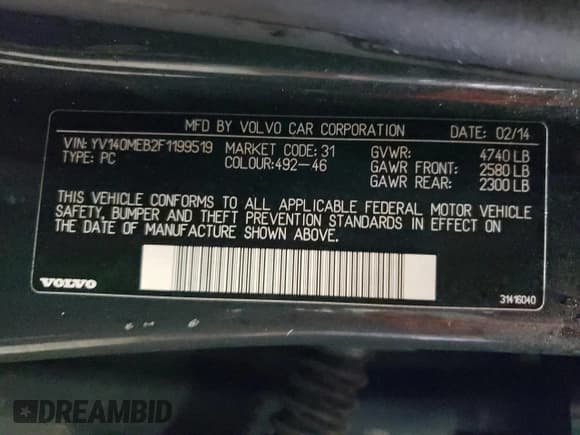 MFD BY VOLVO CAR CORPORATION DATE: 02/14
VIN: YV140MEB2F1199519 MARKET CODE: 31 GVWR: 4740 LB
TYPE: PC COLOUR:492-46 GAWR FRONT: 2580 LB
GAWR REAR: 2300 LB
THIS VEHICLE CONFORMS TO ALL APPLICABLE FEDERAL MOTOR VEHICLE
SAFETY, BUMPER AND THEFT PREVENTION STANDARDS IN EFFECT ON
THE DATE OF MANUFACTURE SHOWN ABOVE.
VOLVO 31416040
DREAMBID